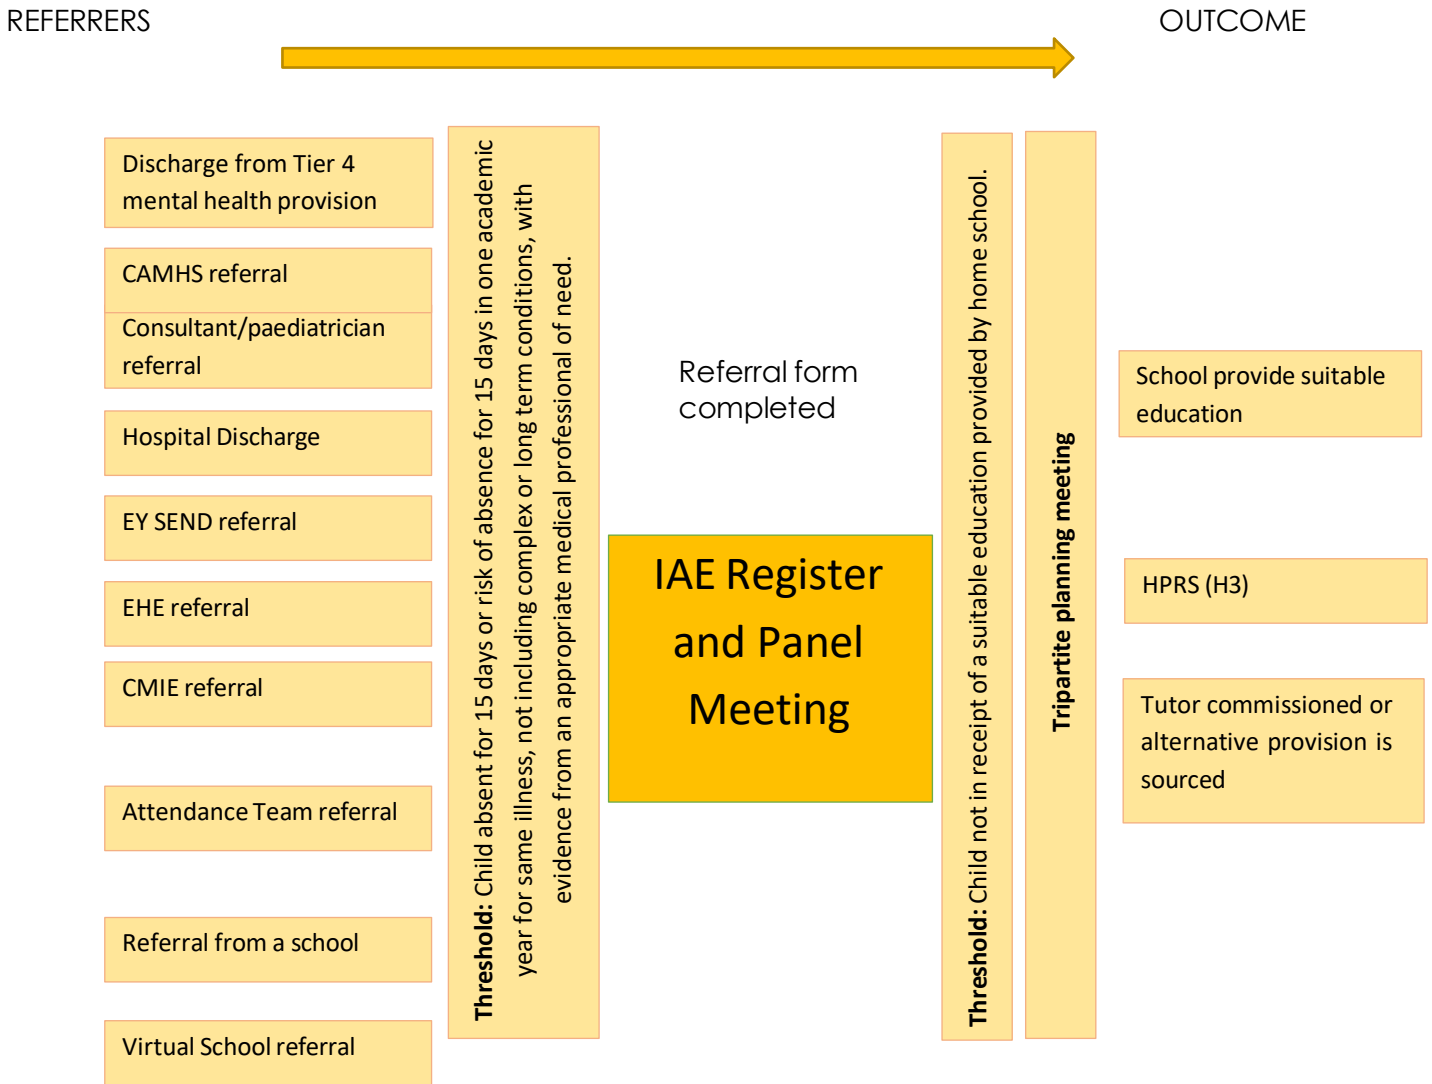 REFERRERS
OUTCOME
Discharge from Tier 4
mental health provision
CAMHS referral
Consultant/paediatrician
referral
Hospital Discharge
EY SEND referral
EHE referral
CMIE referral
Attendance Team referral
Referral from a school
Virtual School referral
Threshold: Child absent for 15 days or risk of absence for 15 days in one academic
year for same illness, not including complex or long term conditions, with
evidence from an appropriate medical professional of need.
Referral form
completed
IAE Register
and Panel
Meeting
Threshold: Child not in receipt of a suitable education provided by home school.
Tripartite planning meeting
School provide suitable
education
HPRS (H3)
Tutor commissioned or
alternative provision is
sourced